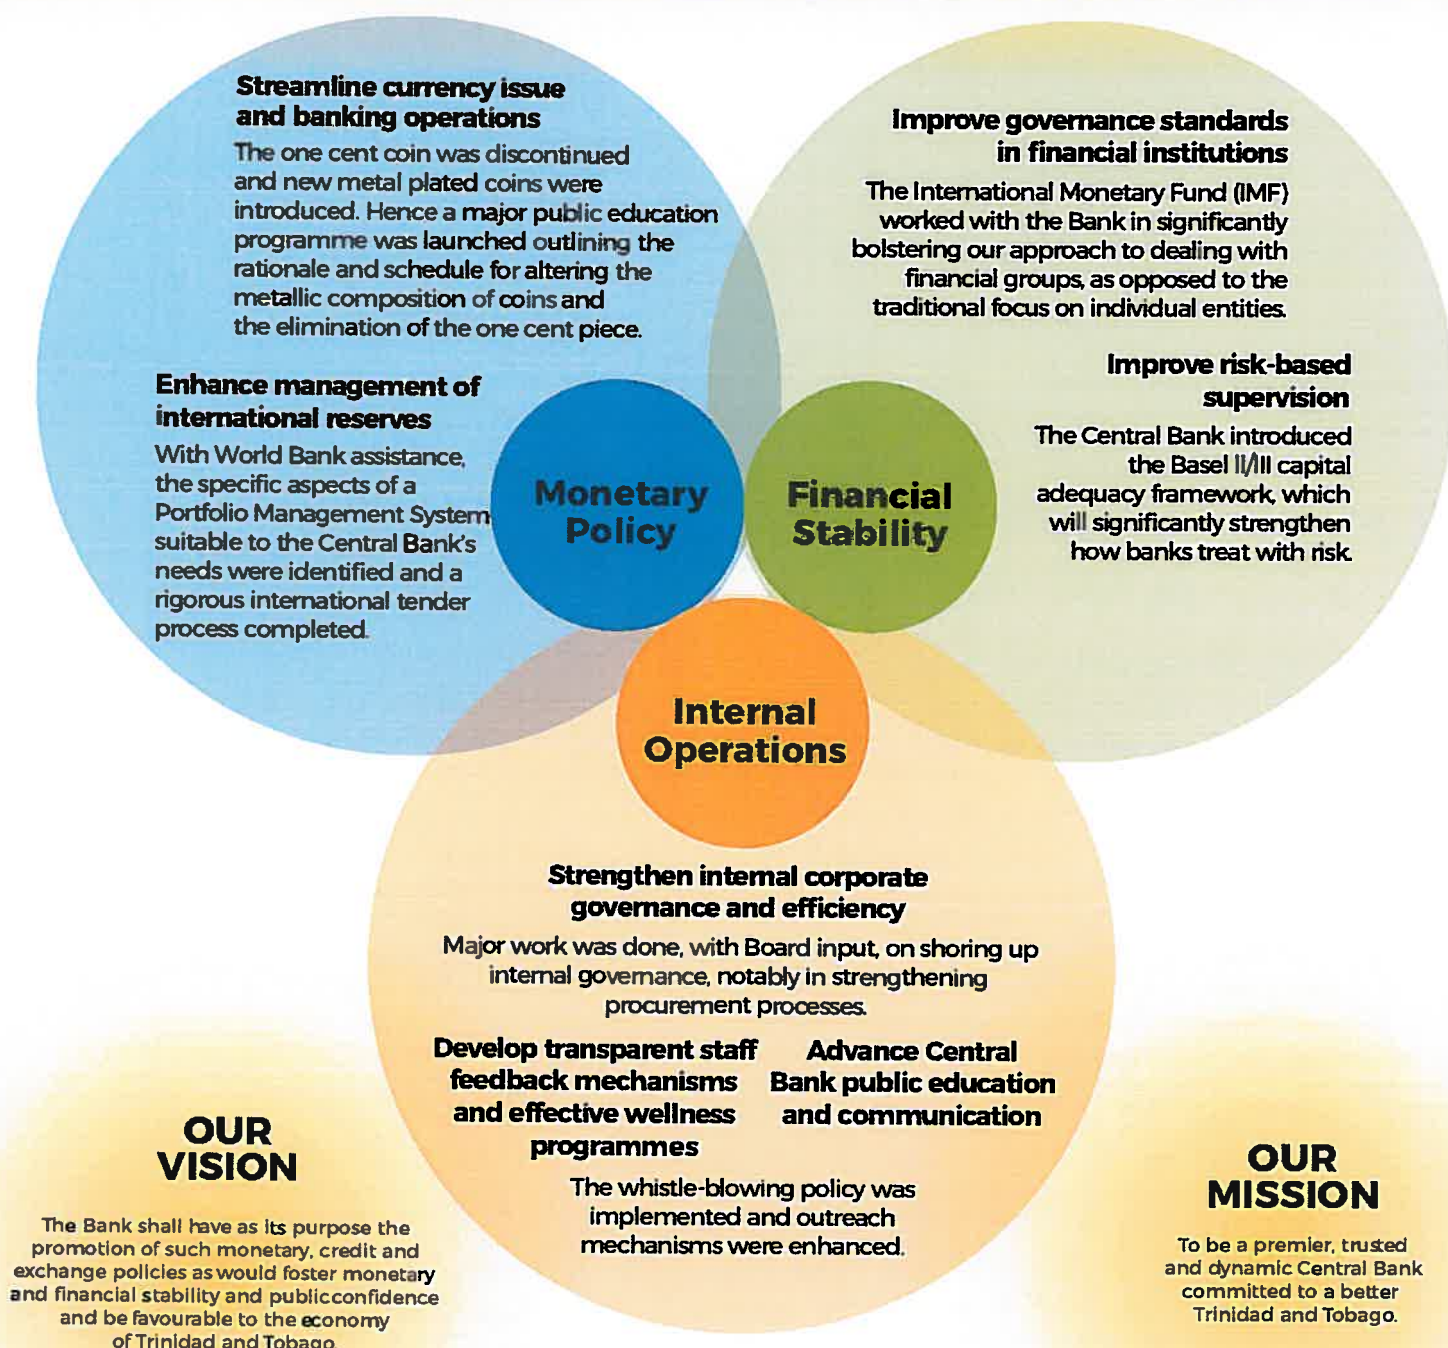 Streamline currency issue
and banking operations
The one cent coin was discontinued
and new metal plated coins were
introduced. Hence a major public education
programme was launched outlining the
rationale and schedule for altering the
metallic composition of coins and
the elimination of the one cent piece.
Enhance management of
international reserves
With World Bank assistance,
the specific aspects of a
Portfolio Management System
suitable to the Central Bank's
needs were identified and a
rigorous international tender
process completed.
Improve governance standards
in financial institutions
The International Monetary Fund (IMF)
worked with the Bank in significantly
bolstering our approach to dealing with
financial groups, as opposed to the
traditional focus on individual entities.
Improve risk-based
supervision
The Central Bank introduced
the Basel II/III capital
adequacy framework, which
will significantly strengthen
how banks treat with risk.
Monetary
Policy
Financial
Stability
Internal
Operations
Strengthen internal corporate
governance and efficiency
Major work was done, with Board input, on shoring up
internal governance, notably in strengthening
procurement processes.
Develop transparent staff
feedback mechanisms
and effective wellness
programmes
Advance Central
Bank public education
and communication
The whistle-blowing policy was
implemented and outreach
mechanisms were enhanced.
OUR
VISION
The Bank shall have as its purpose the
promotion of such monetary, credit and
exchange policies as would foster monetary
and financial stability and public confidence
and be favourable to the economy
of Trinidad and Tobago.
OUR
MISSION
To be a premier, trusted
and dynamic Central Bank
committed to a better
Trinidad and Tobago.